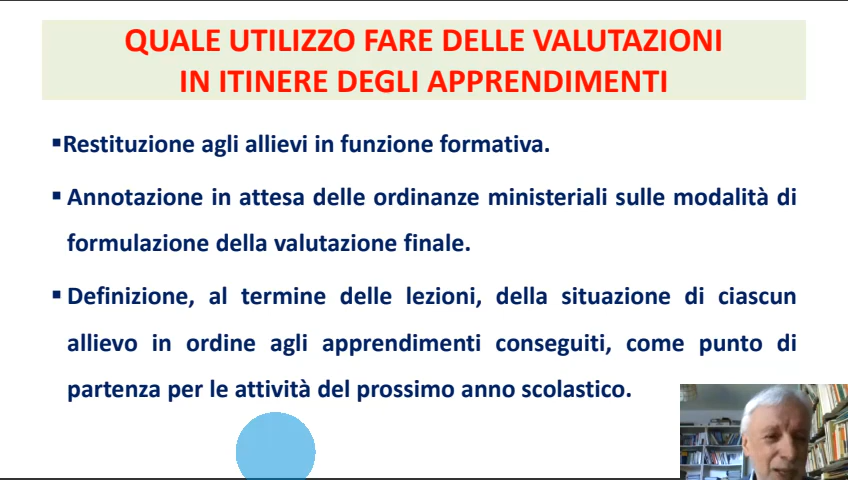 QUALE UTILIZZO FARE DELLE VALUTAZIONI
IN ITINERE DEGLI APPRENDIMENTI
▪Restituzione agli allievi in funzione formativa.
▪ Annotazione in attesa delle ordinanze ministeriali sulle modalità di
formulazione della valutazione finale.
▪ Definizione, al termine delle lezioni, della situazione di ciascun
allievo in ordine agli apprendimenti conseguiti, come punto di
partenza per le attività del prossimo anno scolastico.